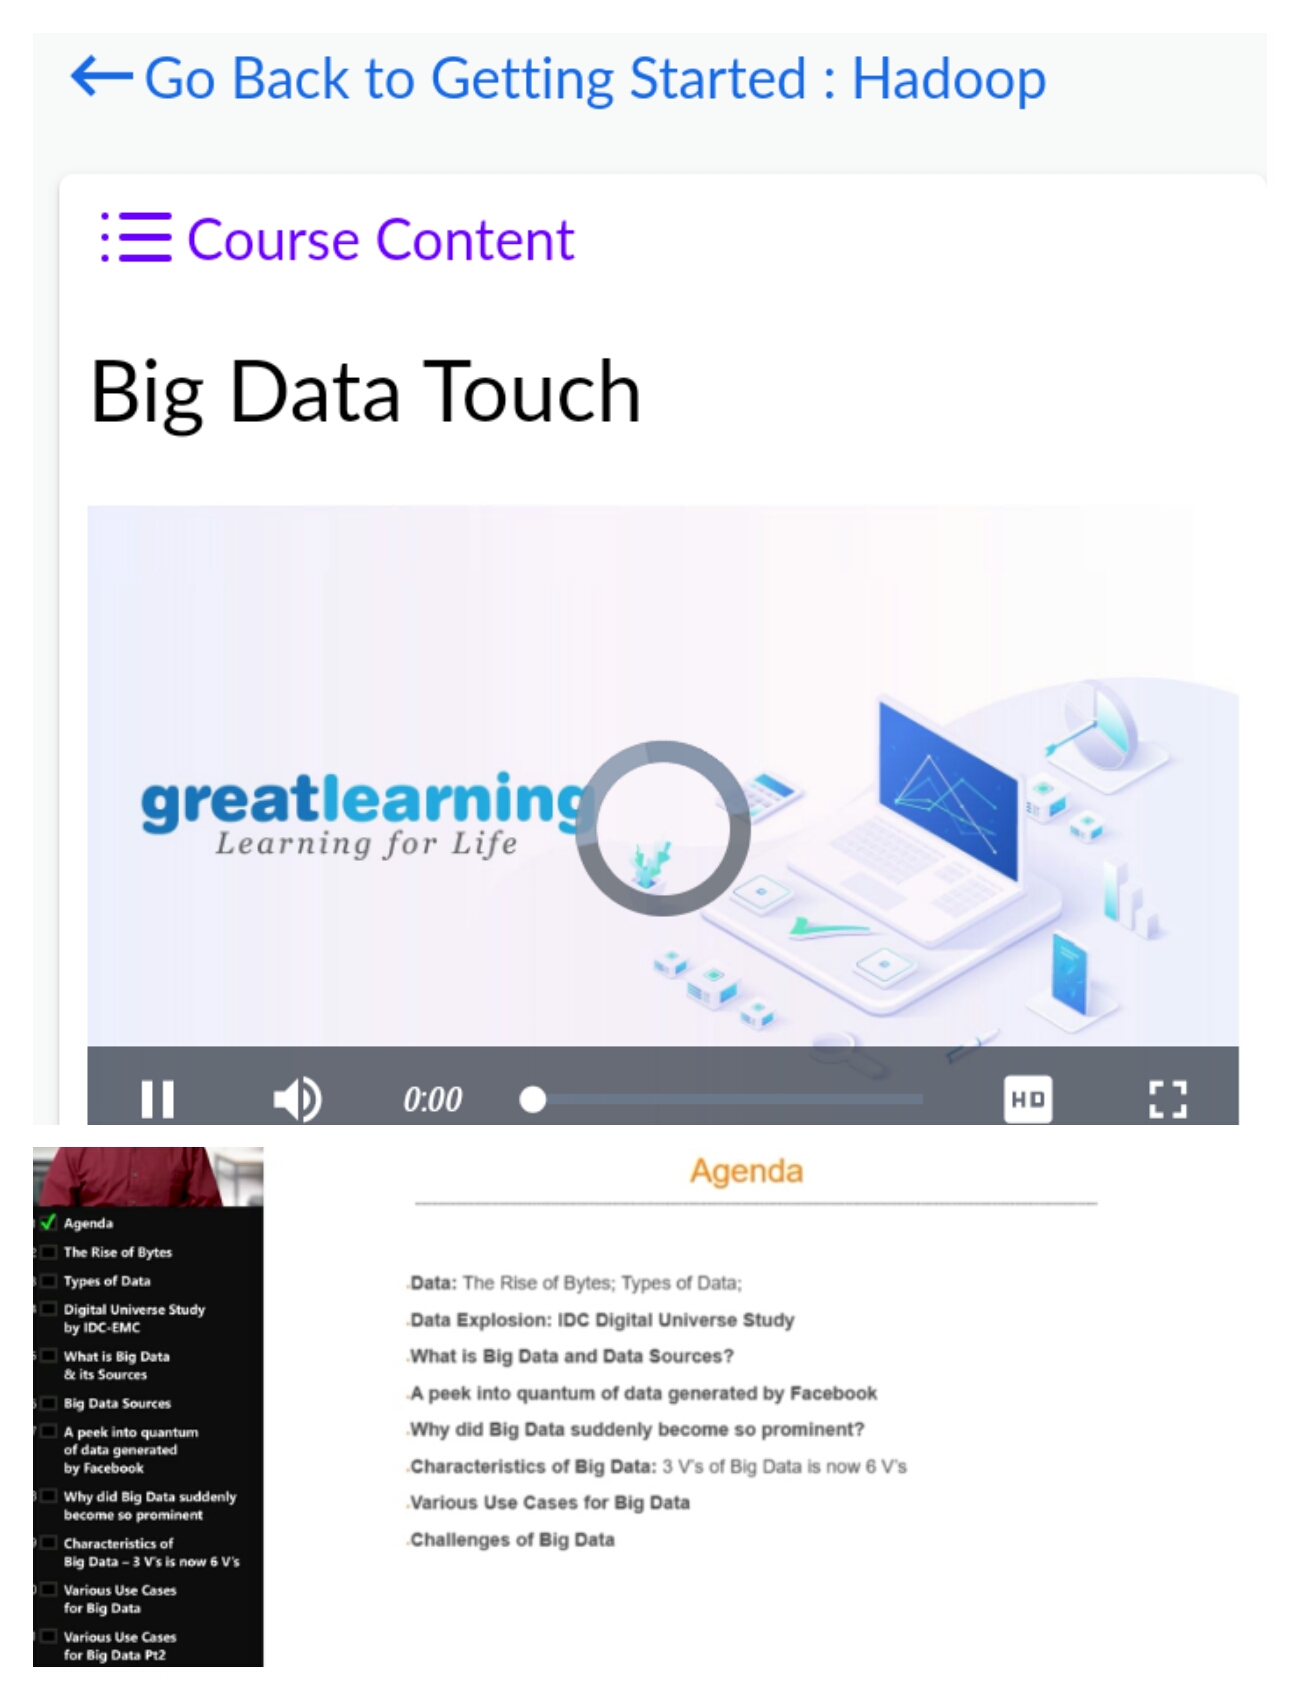 ← Go Back to Getting Started : Hadoop
Course Content
Big Data Touch
greatlearning
Learning for Life
0:00
HD
Agenda
The Rise of Bytes
Types of Data
Digital Universe Study
by IDC-EMC
What is Big Data
& its Sources
Big Data Sources
A peek into quantum
of data generated
by Facebook
Why did Big Data suddenly
become so prominent
Characteristics of
Big Data – 3 V's is now 6 V's
Various Use Cases
for Big Data
Various Use Cases
for Big Data Pt2
Agenda
Data: The Rise of Bytes; Types of Data;
Data Explosion: IDC Digital Universe Study
What is Big Data and Data Sources?
A peek into quantum of data generated by Facebook
Why did Big Data suddenly become so prominent?
Characteristics of Big Data: 3 V's of Big Data is now 6 V's
Various Use Cases for Big Data
Challenges of Big Data